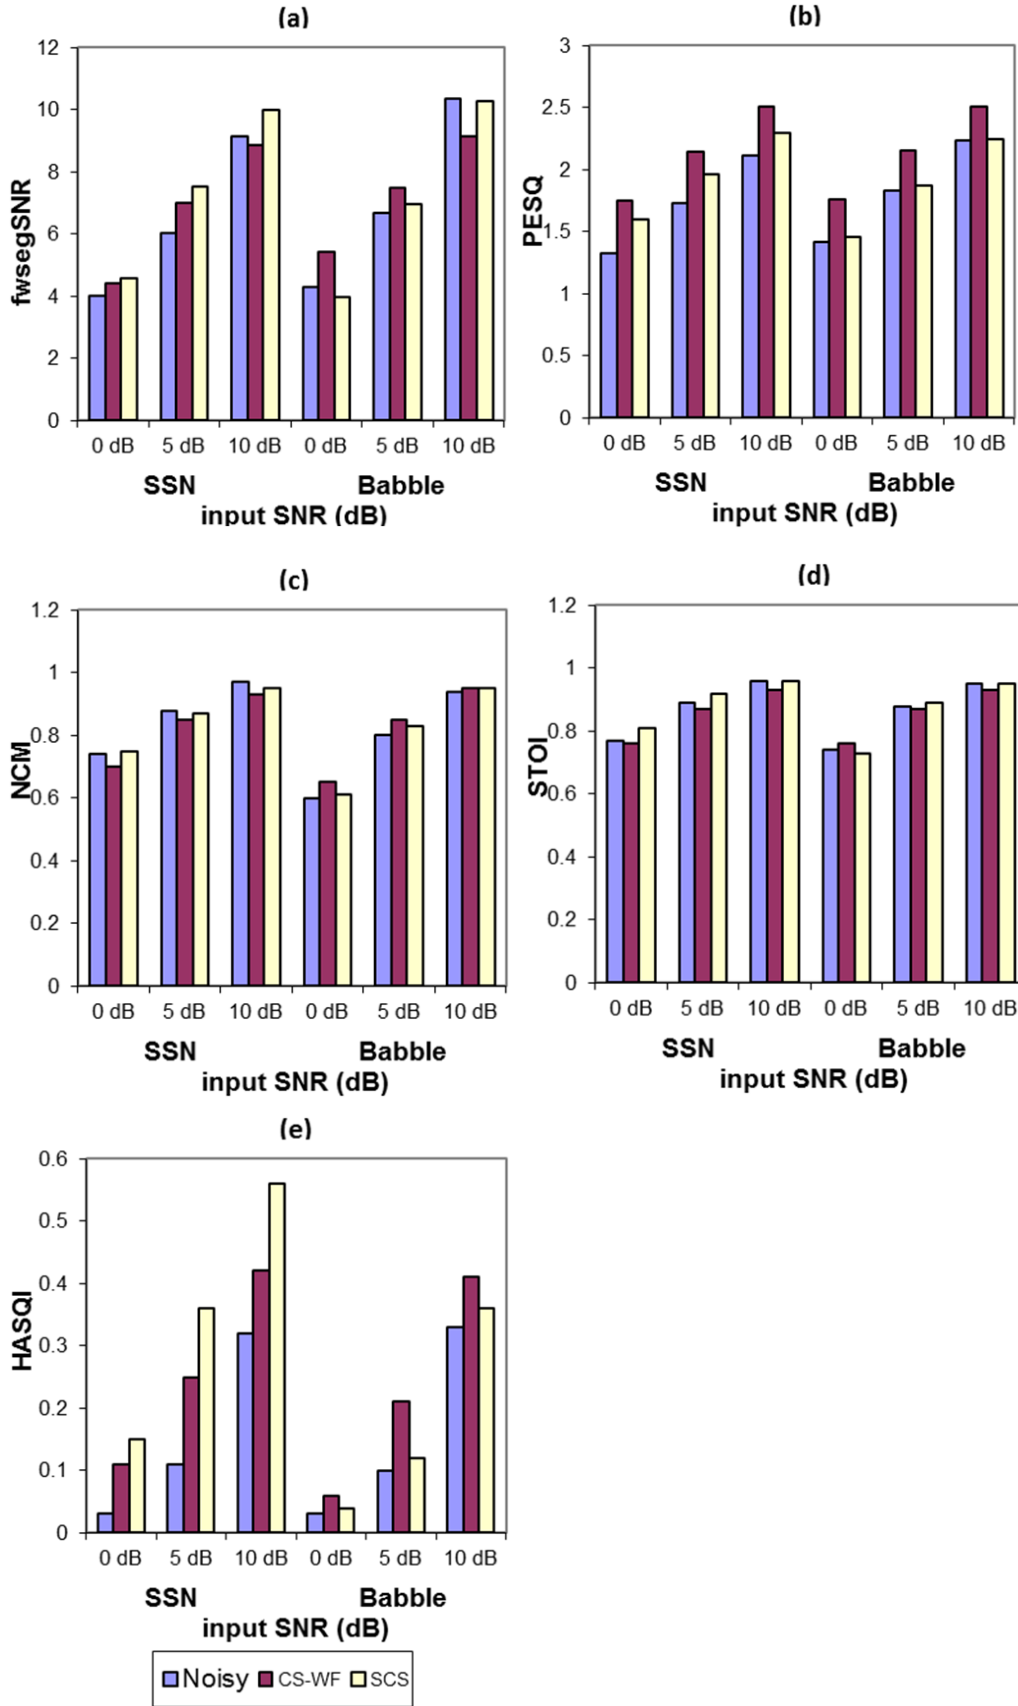 (a)
12
10
8
6
4
2
0
fwsegSNR
0 dB 5 dB 10 dB 0 dB 5 dB 10 dB
SSN Babble
input SNR (dB)
(b)
3
2.5
2
1.5
1
0.5
0
PESQ
0 dB 5 dB 10 dB 0 dB 5 dB 10 dB
SSN Babble
input SNR (dB)
(c)
1.2
1
0.8
0.6
0.4
0.2
0
NCM
0 dB 5 dB 10 dB 0 dB 5 dB 10 dB
SSN Babble
input SNR (dB)
(d)
1.2
1
0.8
0.6
0.4
0.2
0
STOI
0 dB 5 dB 10 dB 0 dB 5 dB 10 dB
SSN Babble
input SNR (dB)
(e)
0.6
0.5
0.4
0.3
0.2
0.1
0
HASQI
0 dB 5 dB 10 dB 0 dB 5 dB 10 dB
SSN Babble
input SNR (dB)
Noisy CS-WF SCS